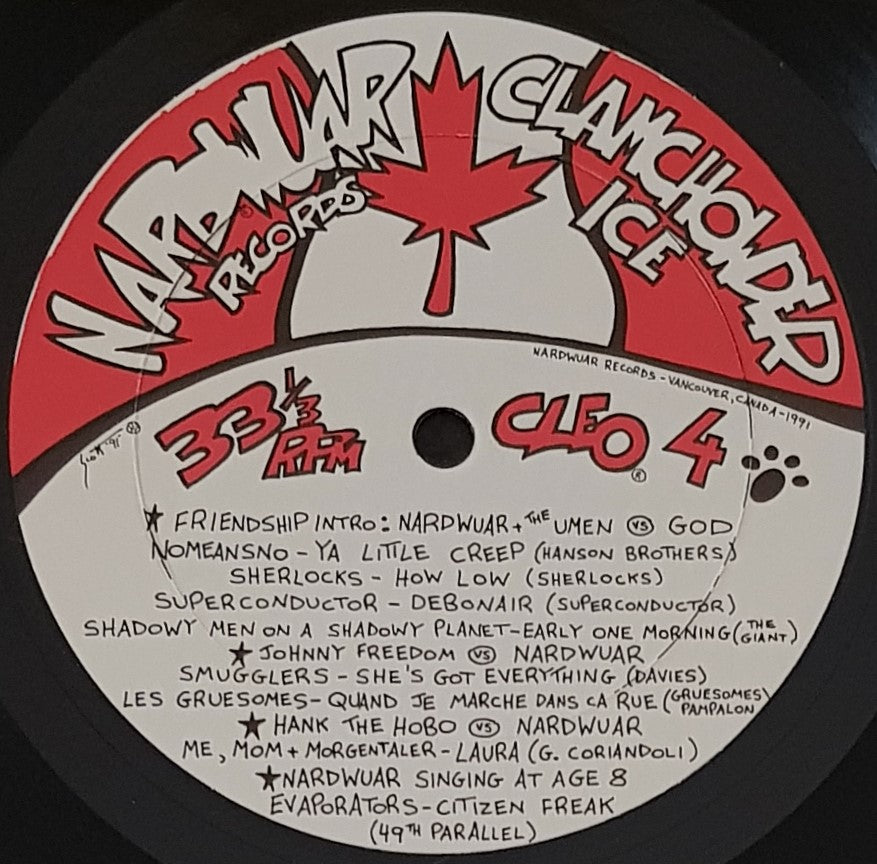 NARDWUAR
RECORDS
CLAMCHOWDER
ICE
NARDWUAR RECORDS - VANCOUVER, CANADA - 1991
33 1/3
RPM
CLEO 4
®
★ FRIENDSHIP INTRO: NARDWUAR + THE UMEN VS GOD
NOMEANSNO - YA LITTLE CREEP (HANSON BROTHERS)
SHERLOCKS - HOW LOW (SHERLOCKS)
SUPERCONDUCTOR - DEBONAIR (SUPERCONDUCTOR)
SHADOWY MEN ON A SHADOWY PLANET - EARLY ONE MORNING (THE GIANT)
★ JOHNNY FREEDOM VS NARDWUAR
SMUGGLERS - SHE'S GOT EVERYTHING (DAVIES)
LES GRUESOMES - QUAND JE MARCHE DANS CA RUE (GRUESOMES PAMPALON)
★ HANK THE HOBO VS NARDWUAR
ME, MOM + MORGENTALER - LAURA (G. CORIANDOLI)
★ NARDWUAR SINGING AT AGE 8
EVAPORATORS - CITIZEN FREAK
(49TH PARALLEL)